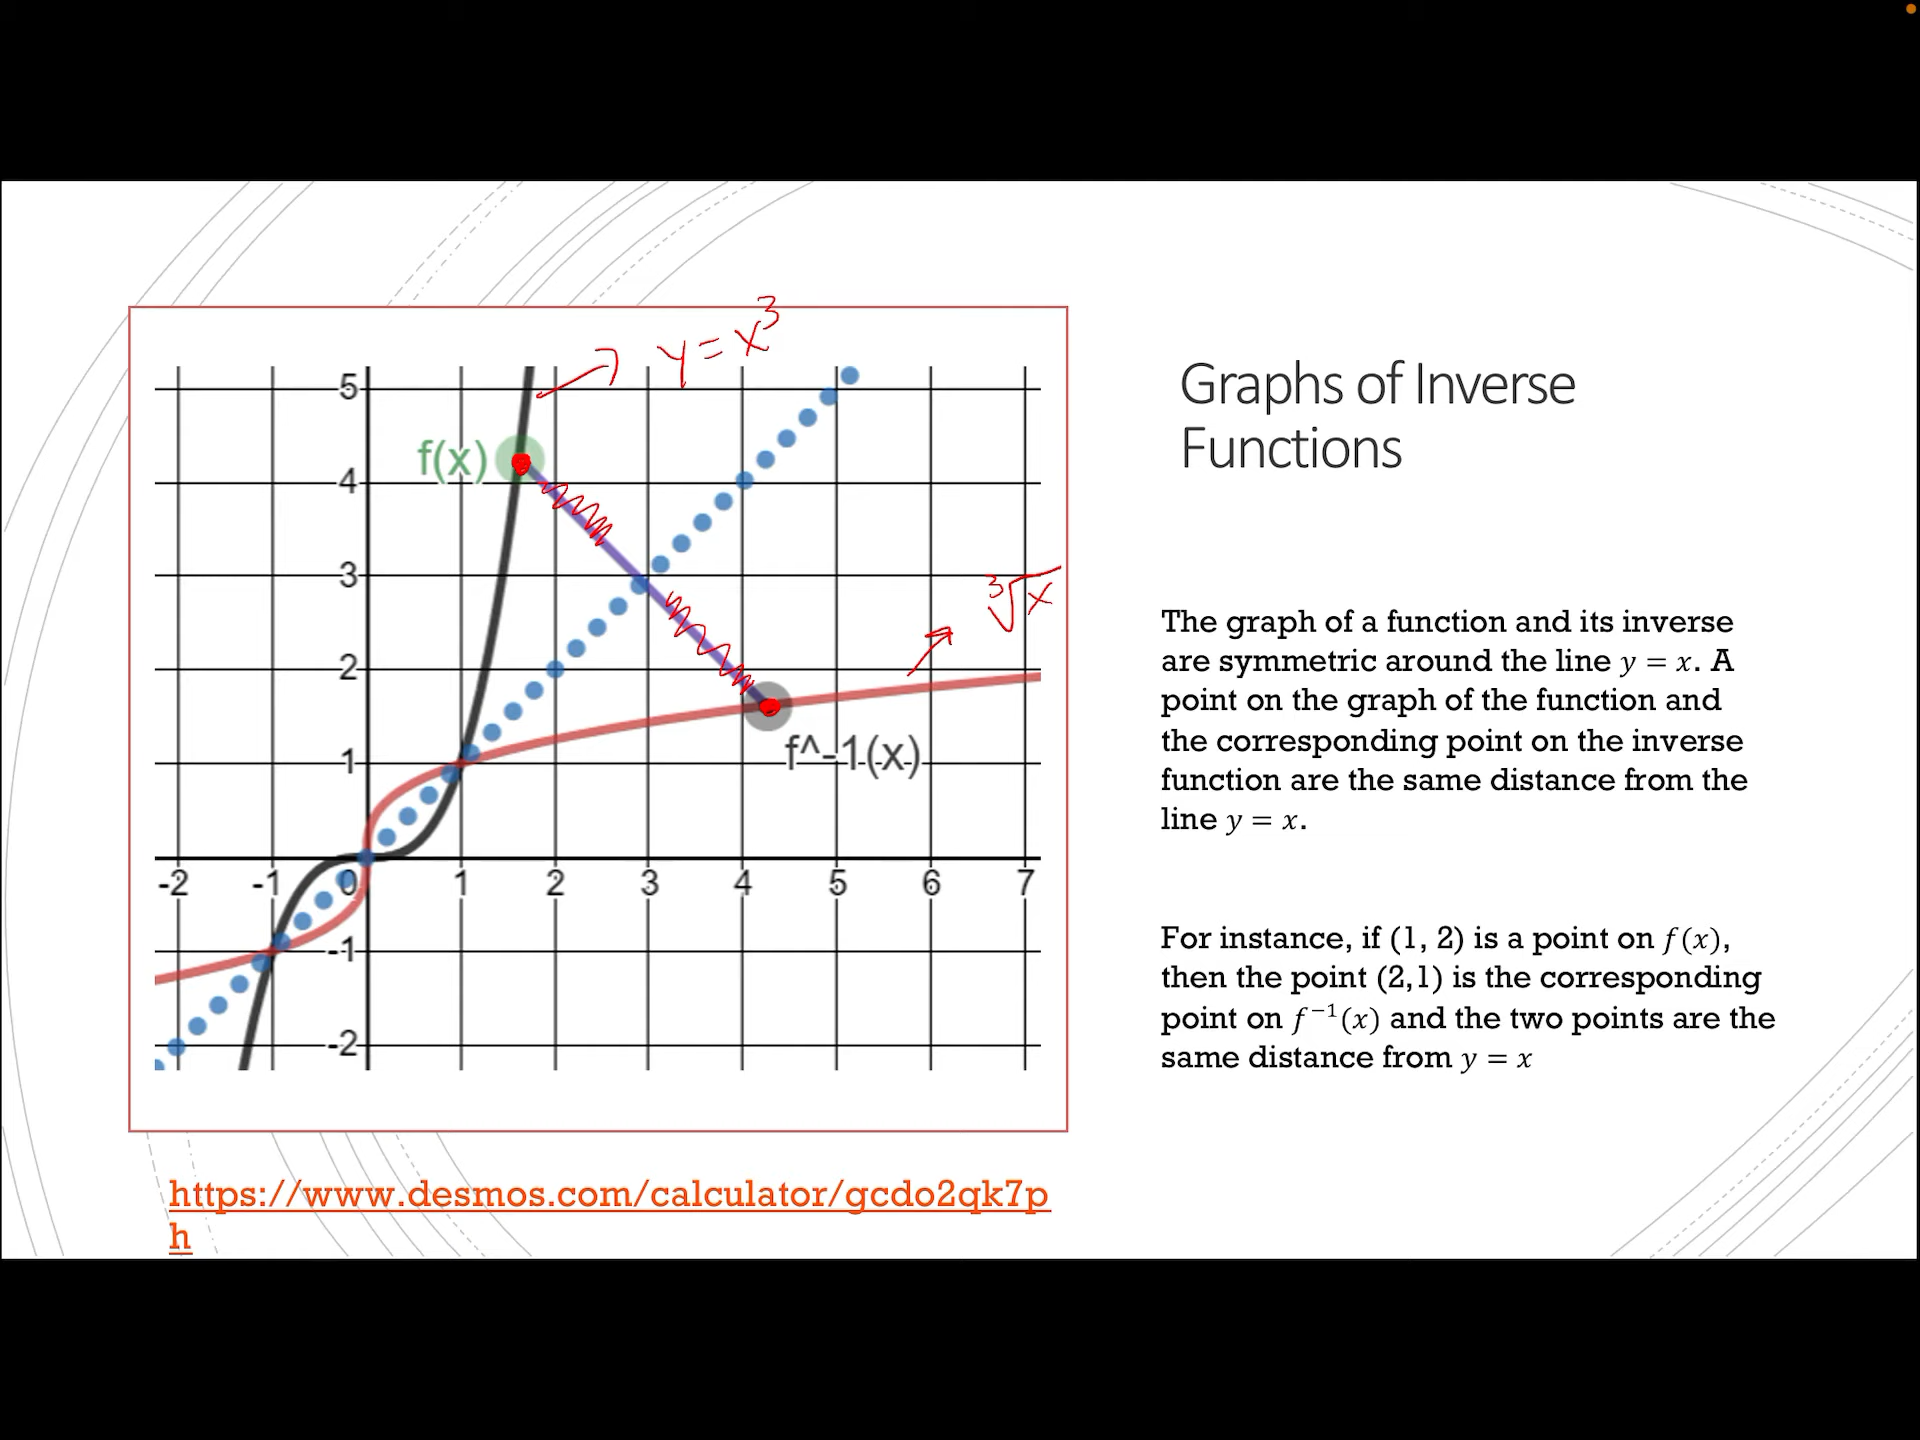 y = x³
5
f(x)
4
3
∛x
2
1
f^-1(x)
-2 -1 0 1 2 3 4 5 6 7
-1
-2
https://www.desmos.com/calculator/gcdo2qk7p
h
Graphs of Inverse
Functions
The graph of a function and its inverse
are symmetric around the line y = x. A
point on the graph of the function and
the corresponding point on the inverse
function are the same distance from the
line y = x.
For instance, if (1, 2) is a point on f(x),
then the point (2,1) is the corresponding
point on f⁻¹(x) and the two points are the
same distance from y = x